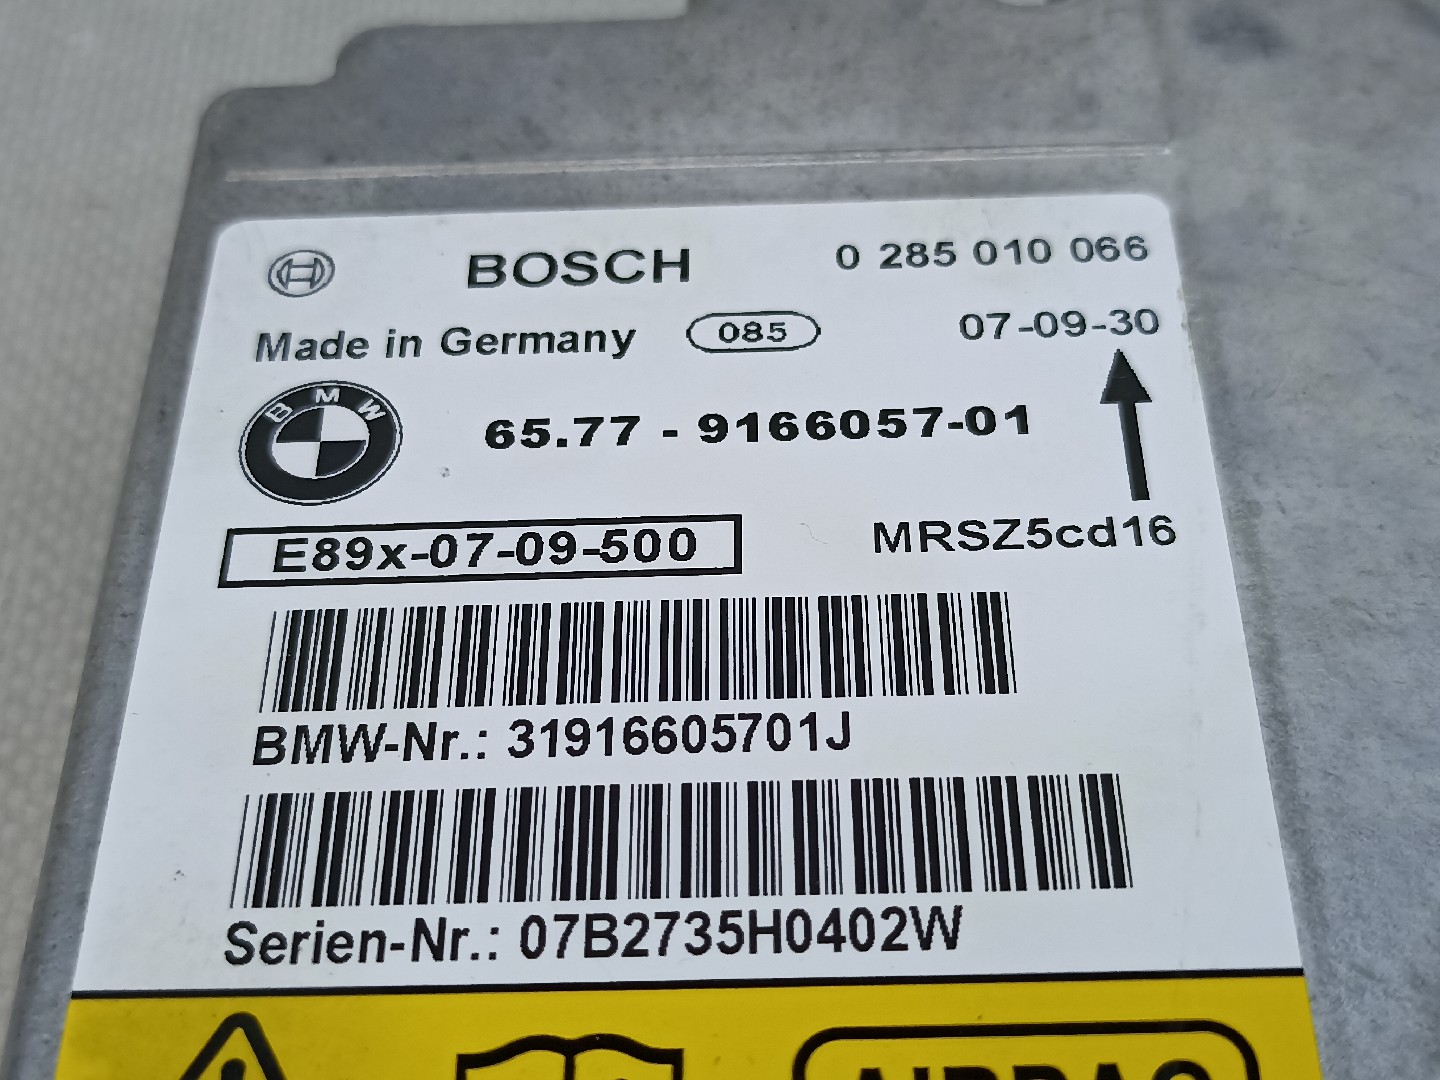 BOSCH 0 285 010 066
Made in Germany 085 07-09-30
BMW 65.77 - 9166057-01
E89x-07-09-500 MRSZ5cd16
BMW-Nr.: 31916605701J
Serien-Nr.: 07B2735H0402W
AIRBAG